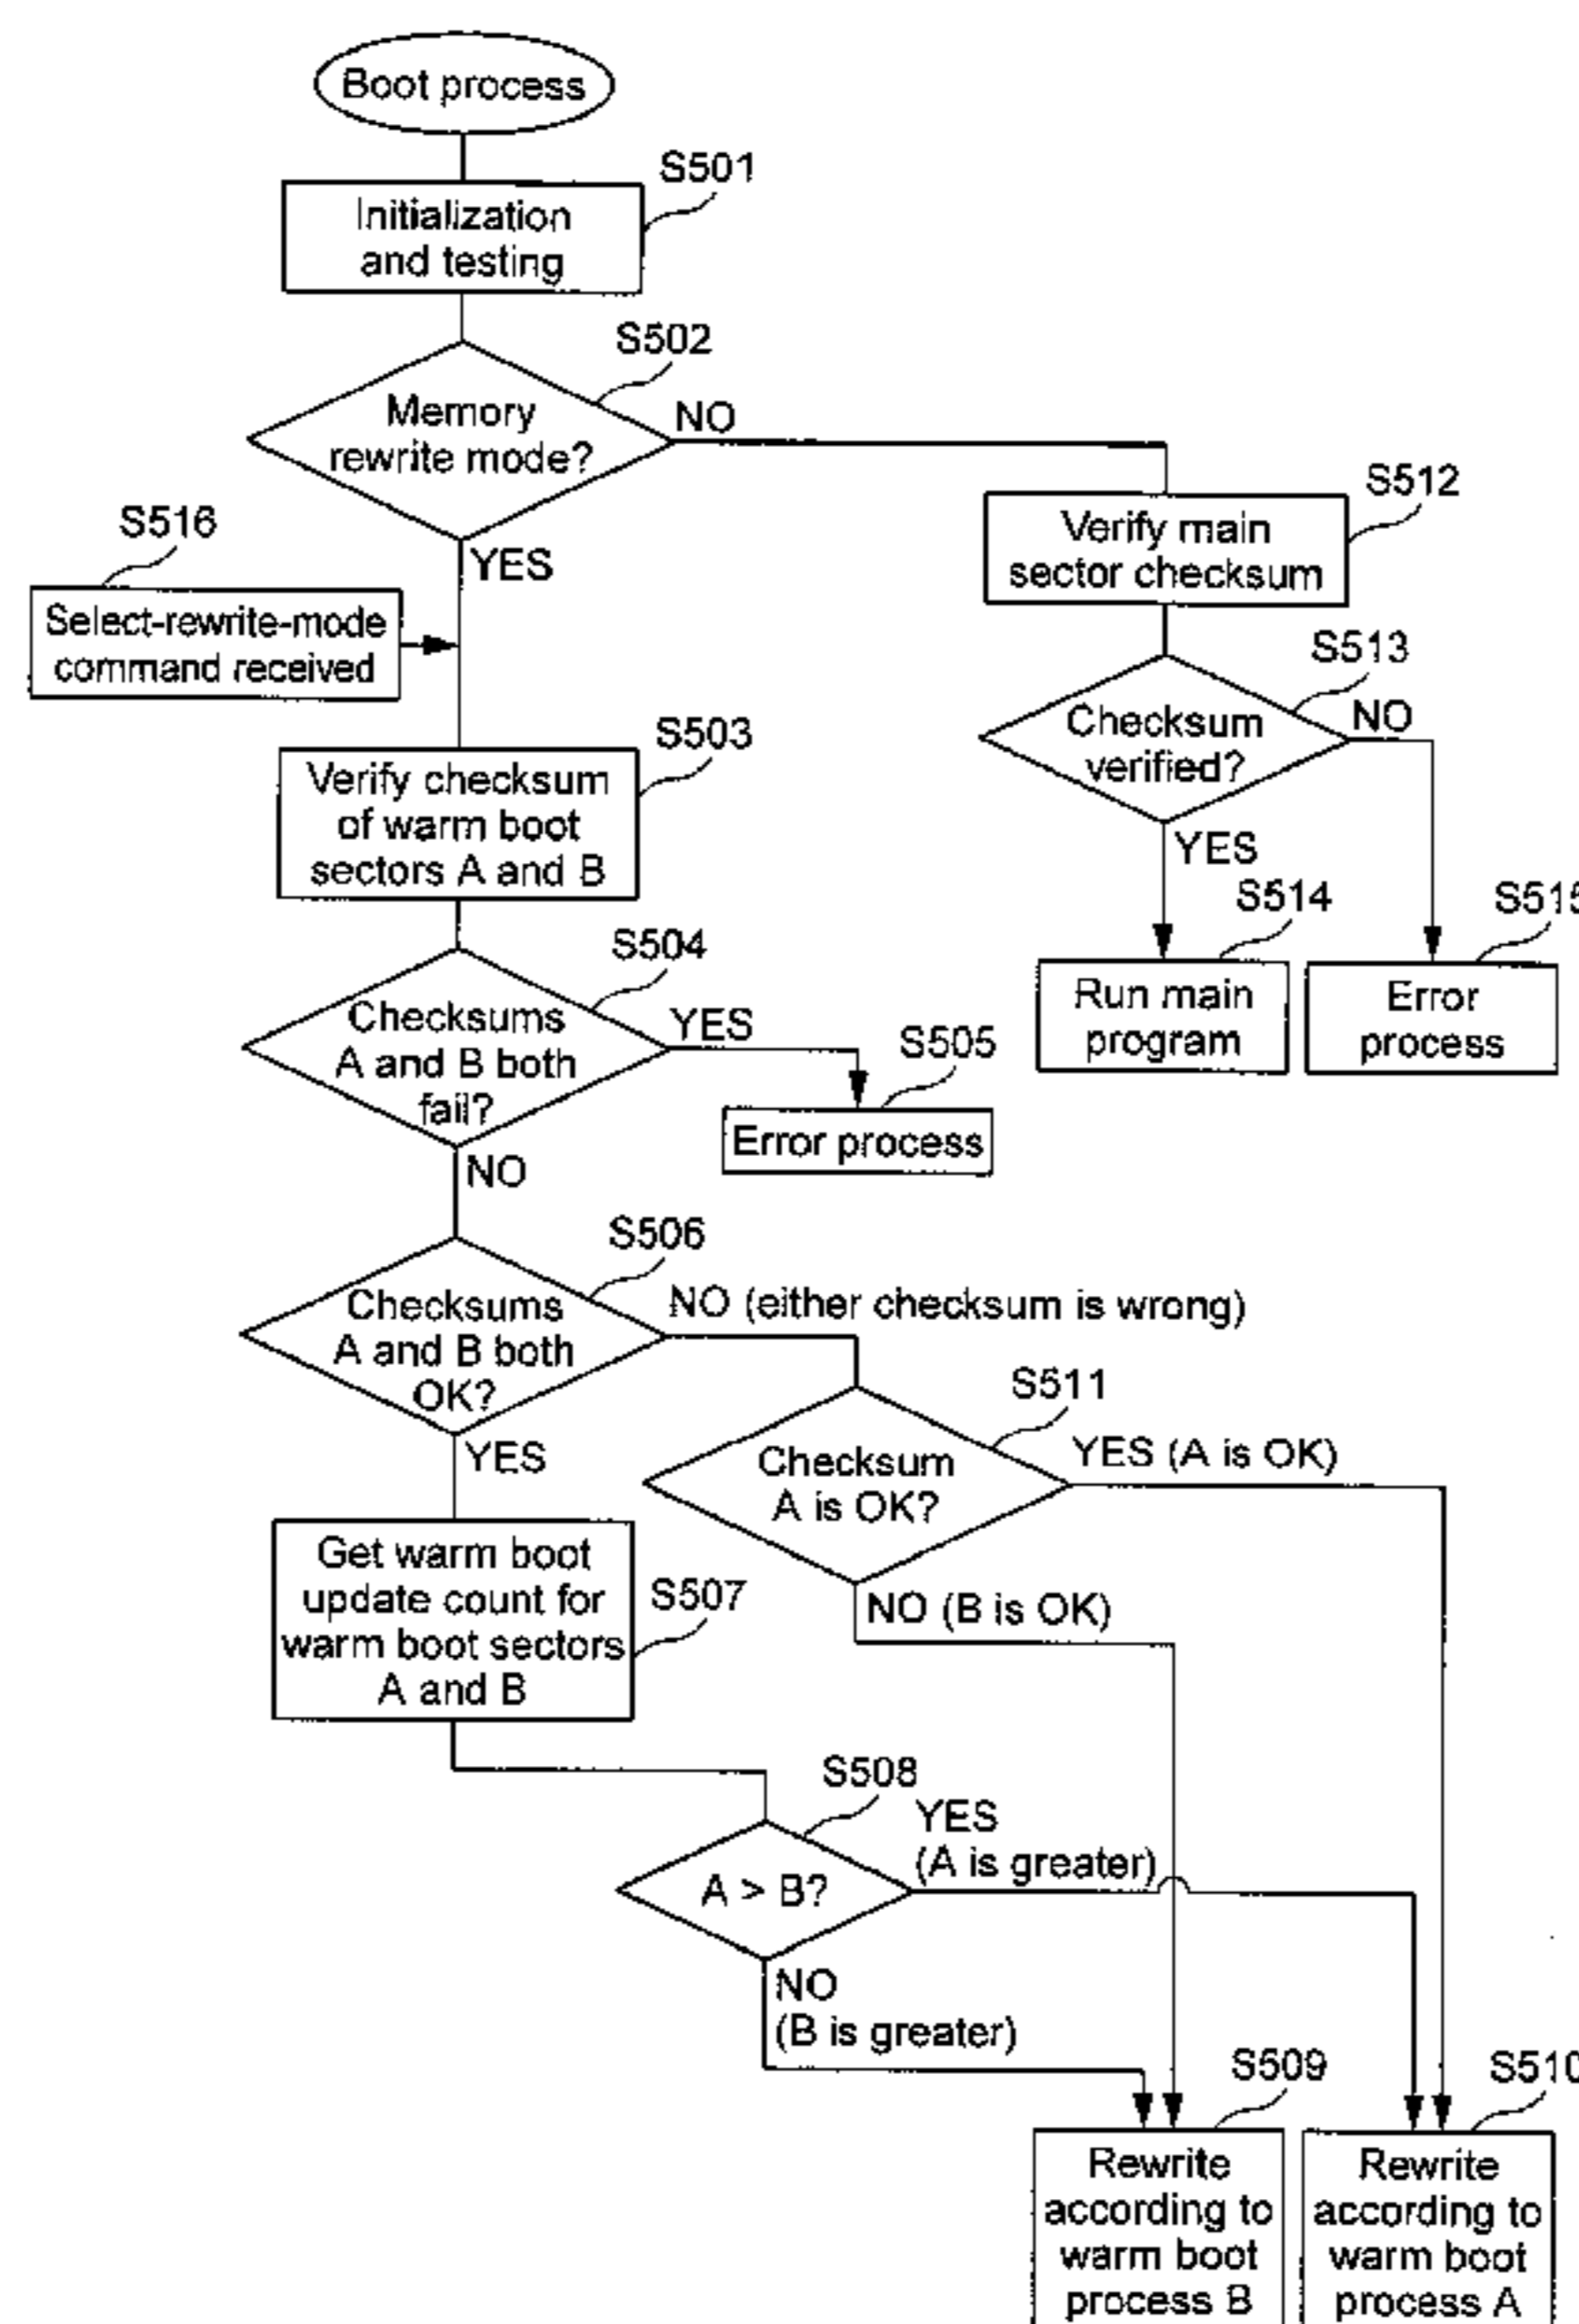 Boot process
S501
Initialization
and testing
S502
Memory
rewrite mode?
NO
YES
S516
Select-rewrite-mode
command received
S512
Verify main
sector checksum
S513
Checksum
verified?
NO
YES
S503
Verify checksum
of warm boot
sectors A and B
S514
Run main
program
S515
Error
process
S504
Checksums
A and B both
fail?
YES
S505
Error process
NO
S506
Checksums
A and B both
OK?
NO (either checksum is wrong)
YES
S511
Checksum
A is OK?
YES (A is OK)
NO (B is OK)
Get warm boot
update count for
warm boot sectors
A and B
S507
S508
A > B?
YES
(A is greater)
NO
(B is greater)
S509
Rewrite
according to
warm boot
process B
S510
Rewrite
according to
warm boot
process A